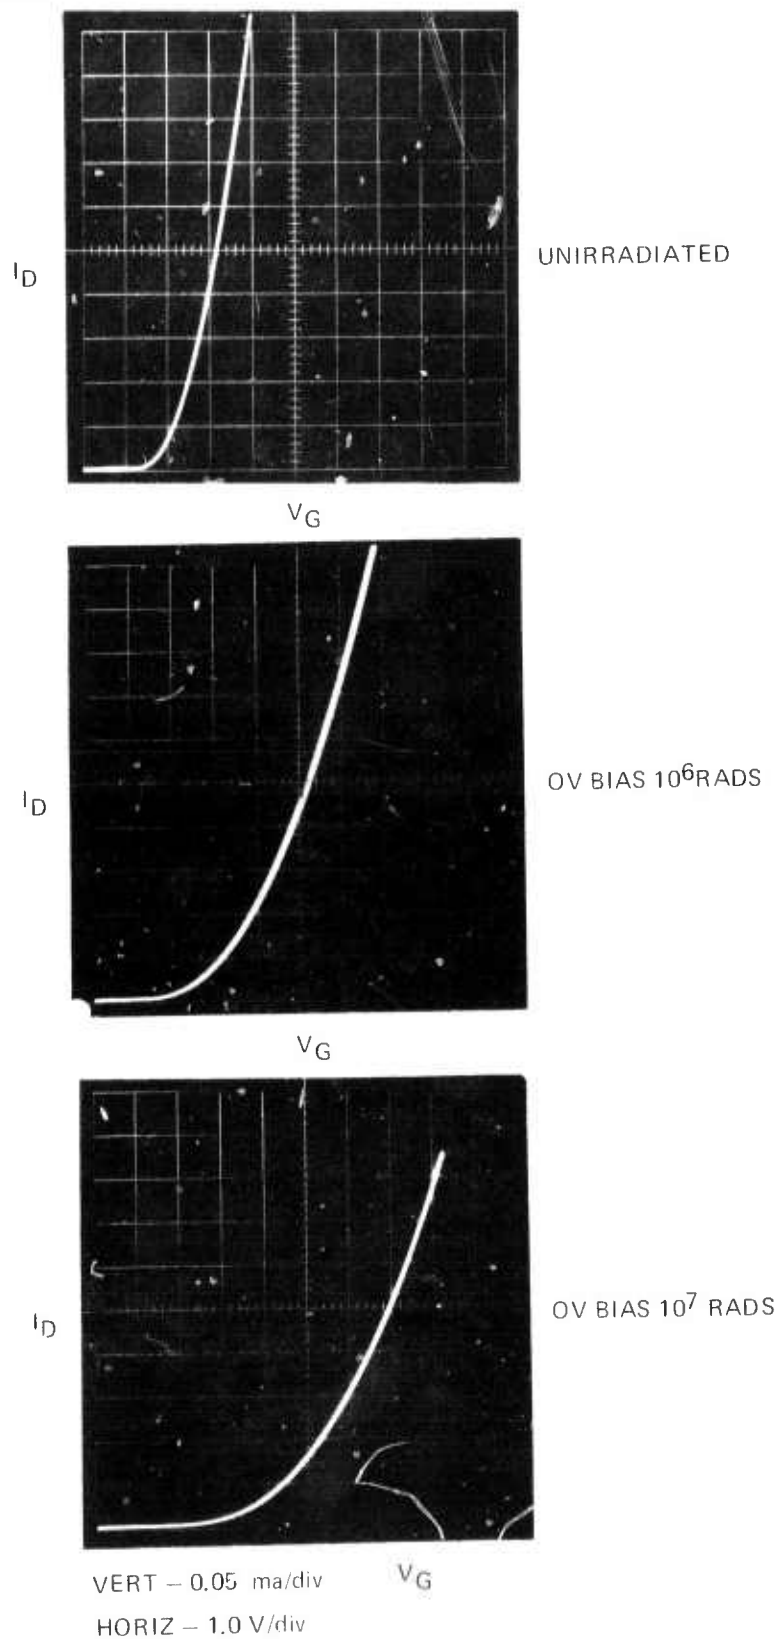 I_D
UNIRRADIATED
V_G
I_D
OV BIAS 10^6 RADS
V_G
I_D
OV BIAS 10^7 RADS
V_G
VERT – 0.05 ma/div
HORIZ – 1.0 V/div